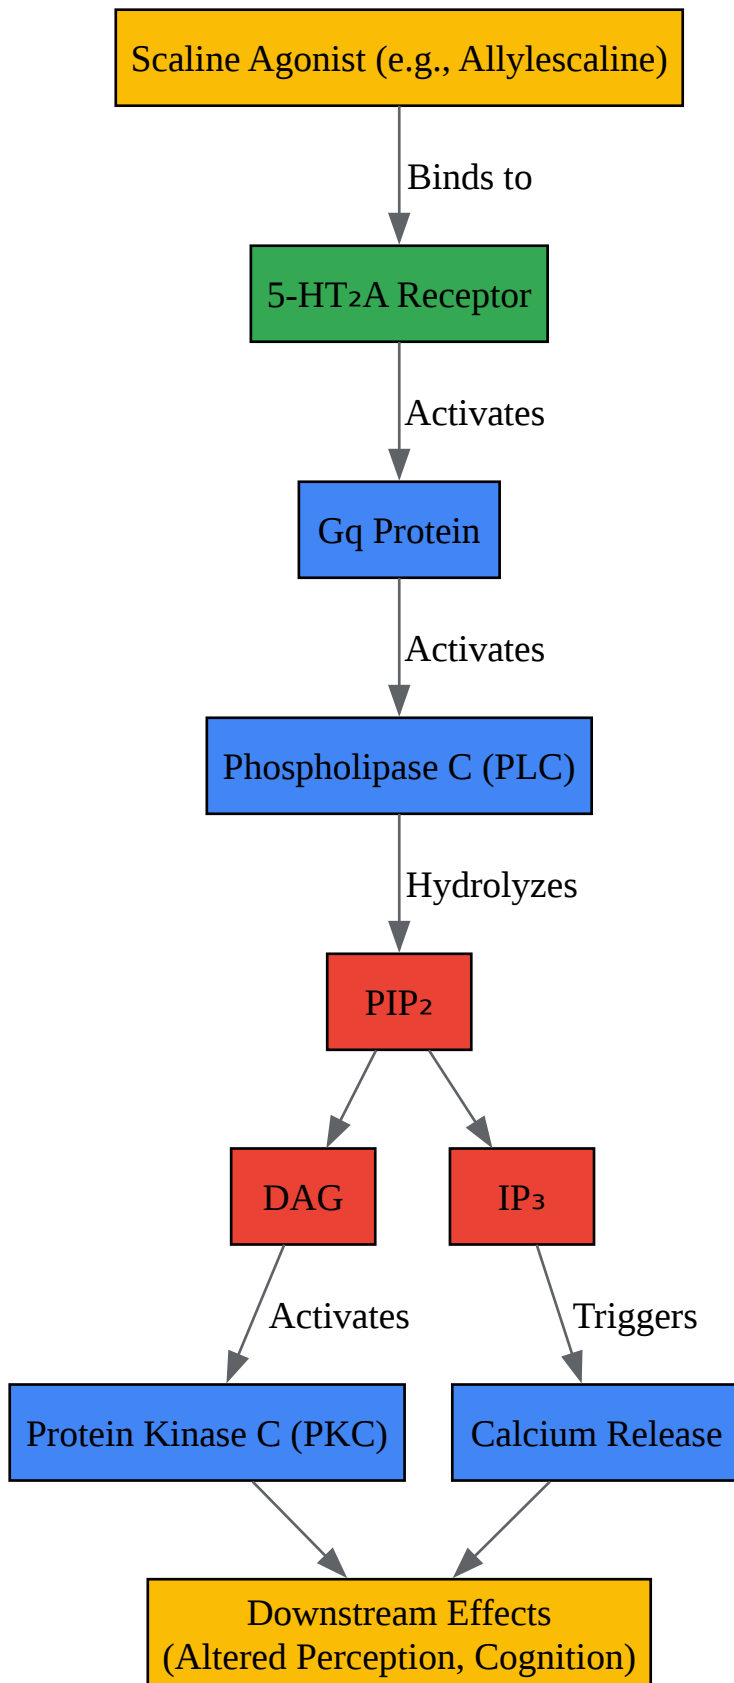 Scaline Agonist (e.g., Allylescaline)
Binds to
5-HT₂A Receptor
Activates
Gq Protein
Activates
Phospholipase C (PLC)
Hydrolyzes
PIP₂
DAG
IP₃
Activates
Triggers
Protein Kinase C (PKC)
Calcium Release
Downstream Effects
(Altered Perception, Cognition)